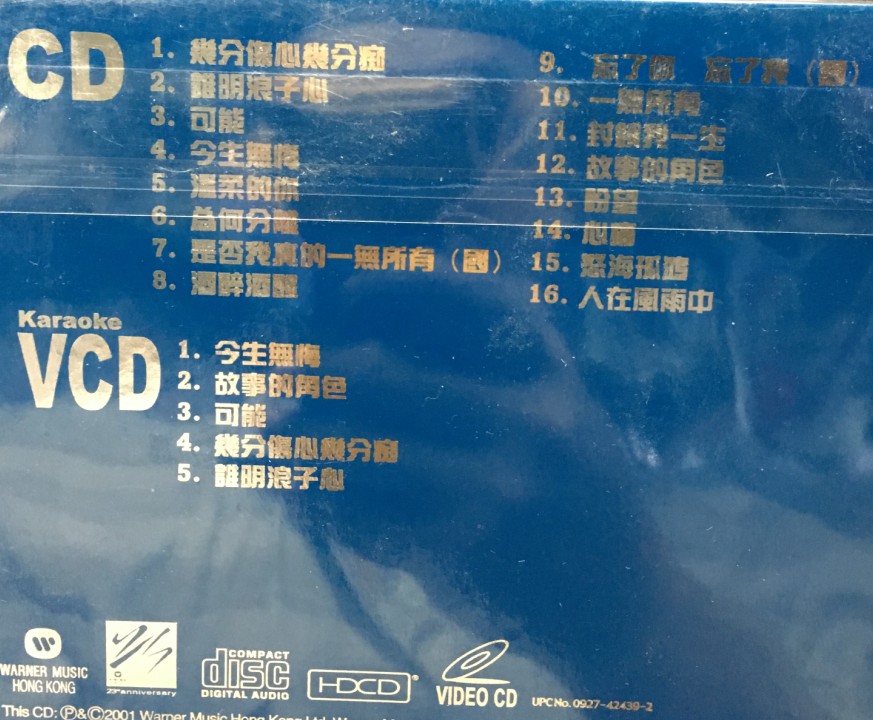 CD
1. 幾分傷心幾分痴
2. 誰明浪子心
3. 可能
4. 今生無悔
5. 溫柔的你
6. 為何分離
7. 是否我真的一無所有（國）
8. 酒醉酒醒
9. 忘了你 忘了我（國）
10. 一無所有
11. 封鎖我一生
12. 故事的角色
13. 盼望
14. 心痛
15. 怒海孤鴻
16. 人在風雨中
Karaoke
VCD
1. 今生無悔
2. 故事的角色
3. 可能
4. 幾分傷心幾分痴
5. 誰明浪子心
WARNER MUSIC
HONG KONG
23rd anniversary
COMPACT
disc
DIGITAL AUDIO
HDCD®
VIDEO CD
UPC No. 0927-42439-2
This CD: Ⓟ&©2001 Warner Music Hong Kong Ltd.